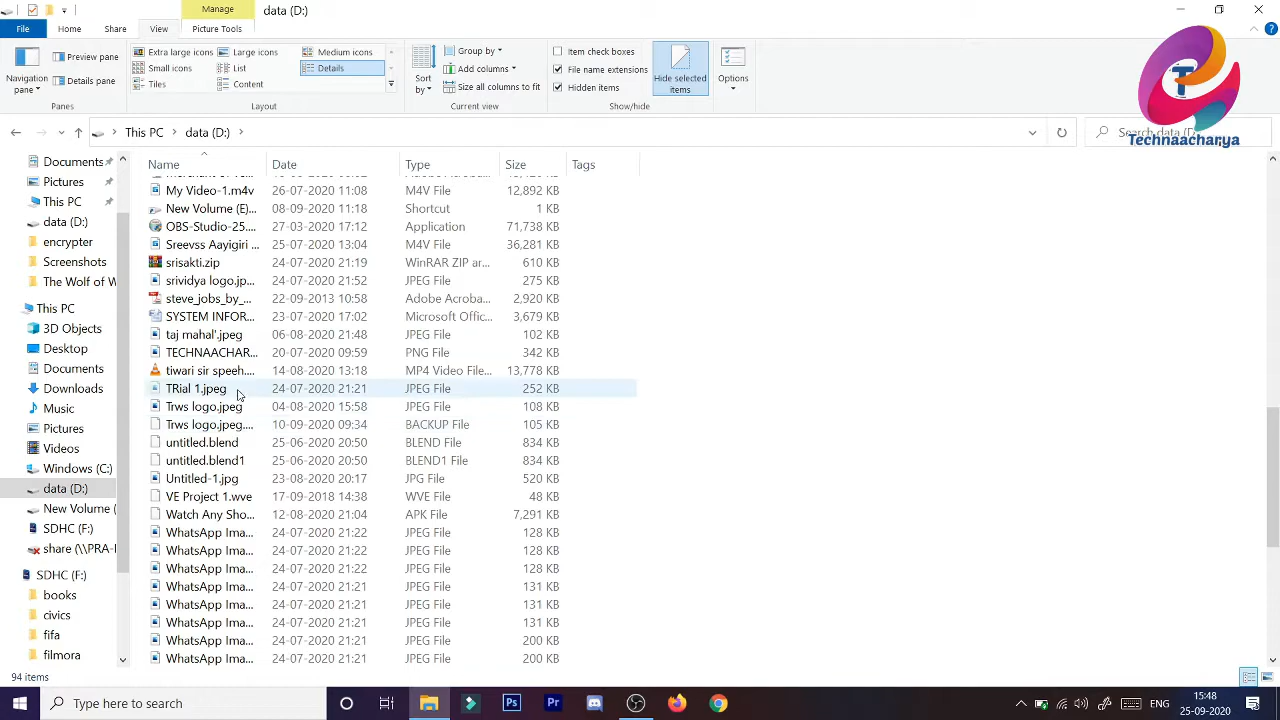 Manage
data (D:)
File
Home
Share
View
Picture Tools
Navigation pane
Preview pane
Details pane
Panes
Extra large icons
Large icons
Medium icons
Small icons
List
Details
Tiles
Content
Layout
Sort by
Group by
Add columns
Size all columns to fit
Current view
Item check boxes
File name extensions
Hidden items
Hide selected items
Show/hide
Options
T
Technaacharya
This PC
data (D:)
Search data (D
Name Date Type Size Tags
My Video-1.m4v 26-07-2020 11:08 M4V File 12,892 KB
New Volume (E)... 08-09-2020 11:18 Shortcut 1 KB
OBS-Studio-25.... 27-03-2020 17:12 Application 71,738 KB
Sreevss Aayigiri ... 25-07-2020 13:04 M4V File 36,281 KB
srisakti.zip 24-07-2020 21:19 WinRAR ZIP ar... 610 KB
srividya logo.jp... 24-07-2020 21:52 JPEG File 275 KB
steve_jobs_by_... 22-09-2013 10:58 Adobe Acroba... 2,920 KB
SYSTEM INFOR... 23-07-2020 17:02 Microsoft Offic... 3,679 KB
taj mahal'.jpeg 06-08-2020 21:48 JPEG File 102 KB
TECHNAACHAR... 20-07-2020 09:59 PNG File 342 KB
tiwari sir speeh.... 14-08-2020 13:18 MP4 Video File... 13,778 KB
TRial 1.jpeg 24-07-2020 21:21 JPEG File 252 KB
Trws logo.jpeg 04-08-2020 15:58 JPEG File 108 KB
Trws logo.jpeg.... 10-09-2020 09:34 BACKUP File 105 KB
untitled.blend 25-06-2020 20:50 BLEND File 834 KB
untitled.blend1 25-06-2020 20:50 BLEND1 File 834 KB
Untitled-1.jpg 23-08-2020 20:17 JPG File 520 KB
VE Project 1.wve 17-09-2018 14:38 WVE File 48 KB
Watch Any Sho... 12-08-2020 21:04 APK File 7,291 KB
WhatsApp Ima... 24-07-2020 21:22 JPEG File 128 KB
WhatsApp Ima... 24-07-2020 21:22 JPEG File 128 KB
WhatsApp Ima... 24-07-2020 21:22 JPEG File 128 KB
WhatsApp Ima... 24-07-2020 21:21 JPEG File 131 KB
WhatsApp Ima... 24-07-2020 21:21 JPEG File 131 KB
WhatsApp Ima... 24-07-2020 21:21 JPEG File 131 KB
WhatsApp Ima... 24-07-2020 21:21 JPEG File 200 KB
WhatsApp Ima... 24-07-2020 21:21 JPEG File 200 KB
Documents
Pictures
This PC
data (D:)
encrypter
Screenshots
The Wolf of W
This PC
3D Objects
Desktop
Documents
Downloads
Music
Pictures
Videos
Windows (C:)
data (D:)
New Volume (
SDHC (F:)
share (\\PRA-
SDHC (F:)
books
civics
fifa
filmora
94 items
Type here to search
Ps
Pr
ENG
15:48
25-09-2020